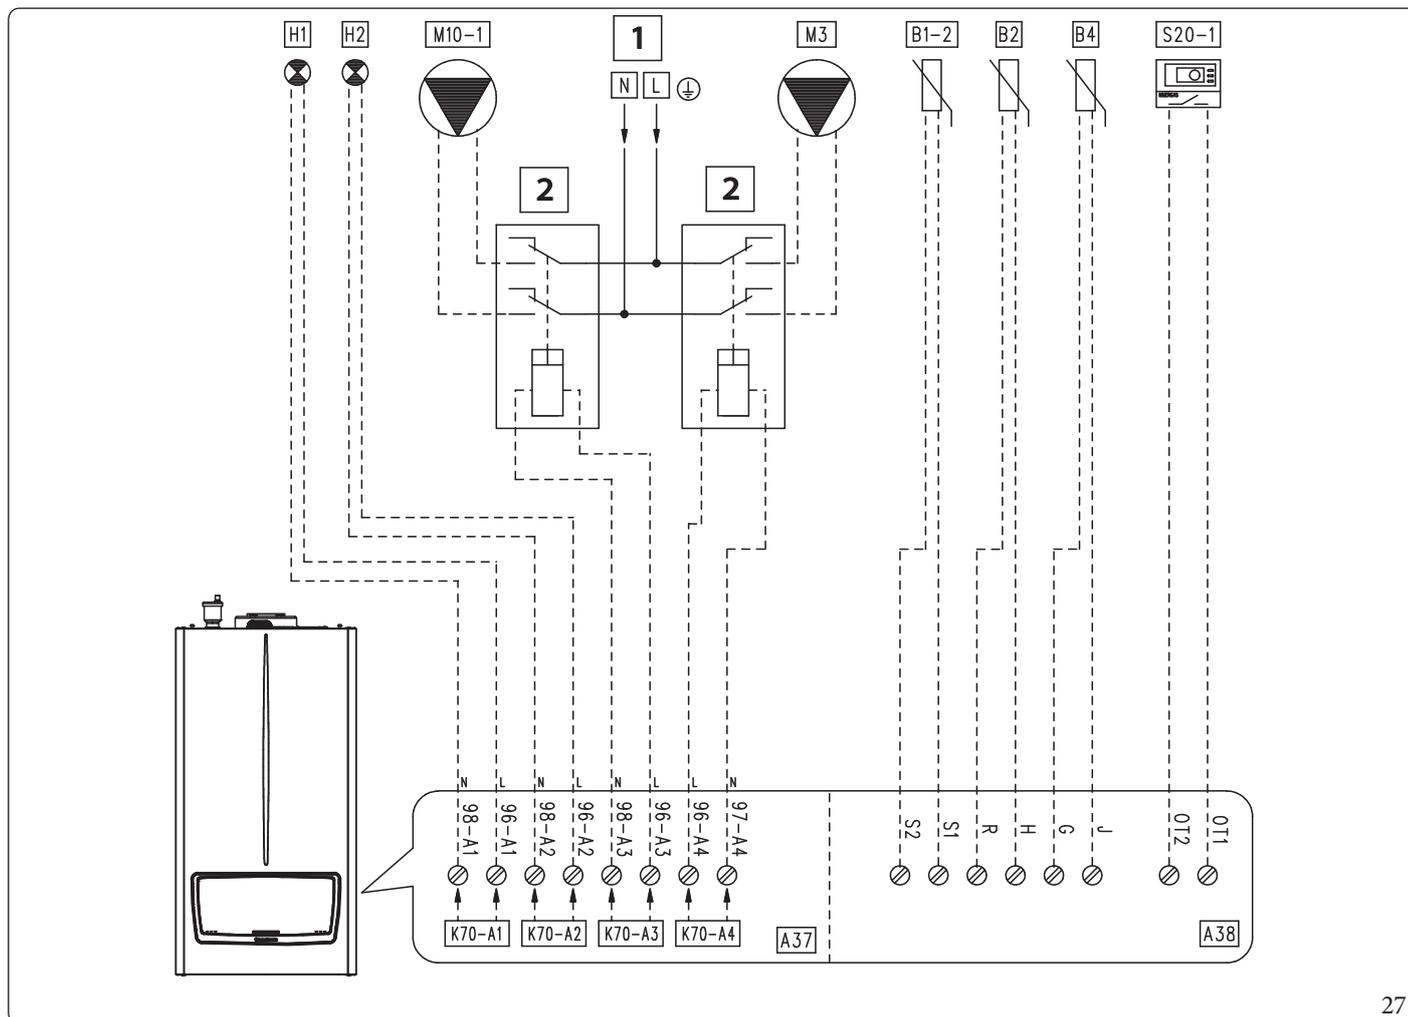 H1 H2 M10-1 1 M3 B1-2 B2 B4 S20-1
N L
2 2
N L N L N L L N
98-A1 96-A1 98-A2 96-A2 98-A3 96-A3 96-A4 97-A4 S2 S1 R H G J OT2 OT1
K70-A1 K70-A2 K70-A3 K70-A4 A37 A38
27